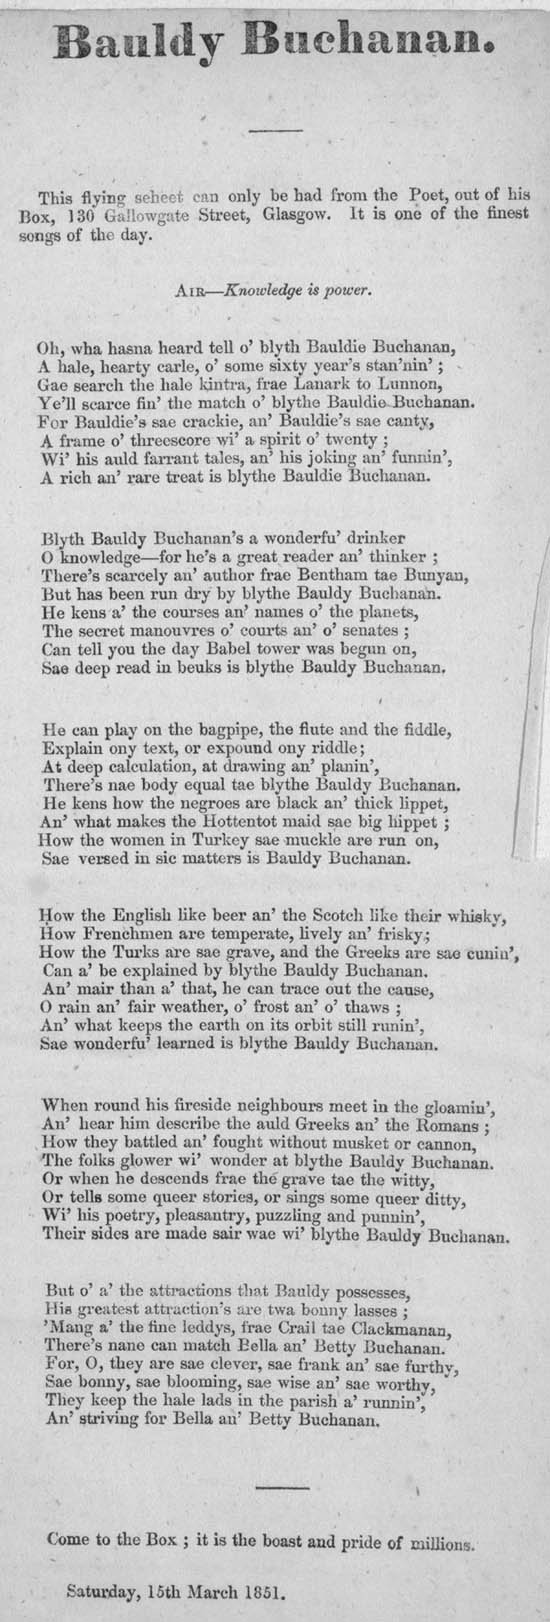 Bauldy Buchanan.
This flying scheet can only be had from the Poet, out of his
Box, 130 Gallowgate Street, Glasgow. It is one of the finest
songs of the day.
AIR—Knowledge is power.
Oh, wha hasna heard tell o' blyth Bauldie Buchanan,
A hale, hearty carle, o' some sixty year's stan'nin' ;
Gae search the hale kintra, frae Lanark to Lunnon,
Ye'll scarce fin' the match o' blythe Bauldie Buchanan.
For Bauldie's sae crackie, an' Bauldie's sae canty,
A frame o' threescore wi' a spirit o' twenty ;
Wi' his auld farrant tales, an' his joking an' funnin',
A rich an' rare treat is blythe Bauldie Buchanan.
Blyth Bauldy Buchanan's a wonderfu' drinker
O knowledge—for he's a great reader an' thinker ;
There's scarcely an' author frae Bentham tae Bunyan,
But has been run dry by blythe Bauldy Buchanan.
He kens a' the courses an' names o' the planets,
The secret manouvres o' courts an' o' senates ;
Can tell you the day Babel tower was begun on,
Sae deep read in beuks is blythe Bauldy Buchanan.
He can play on the bagpipe, the flute and the fiddle,
Explain ony text, or expound ony riddle;
At deep calculation, at drawing an' planin',
There's nae body equal tae blythe Bauldy Buchanan.
He kens how the negroes are black an' thick lippet,
An' what makes the Hottentot maid sae big hippet ;
How the women in Turkey sae muckle are run on,
Sae versed in sic matters is Bauldy Buchanan.
How the English like beer an' the Scotch like their whisky,
How Frenchmen are temperate, lively an' frisky;
How the Turks are sae grave, and the Greeks are sae cunin',
Can a' be explained by blythe Bauldy Buchanan.
An' mair than a' that, he can trace out the cause,
O rain an' fair weather, o' frost an' o' thaws ;
An' what keeps the earth on its orbit still runin',
Sae wonderfu' learned is blythe Bauldy Buchanan.
When round his fireside neighbours meet in the gloamin',
An' hear him describe the auld Greeks an' the Romans ;
How they battled an' fought without musket or cannon,
The folks glower wi' wonder at blythe Bauldy Buchanan.
Or when he descends frae the grave tae the witty,
Or tells some queer stories, or sings some queer ditty,
Wi' his poetry, pleasantry, puzzling and punnin',
Their sides are made sair wae wi' blythe Bauldy Buchanan.
But o' a' the attractions that Bauldy possesses,
His greatest attraction's are twa bonny lasses ;
'Mang a' the fine leddys, frae Crail tae Clackmanan,
There's nane can match Bella an' Betty Buchanan.
For, O, they are sae clever, sae frank an' sae furthy,
Sae bonny, sae blooming, sae wise an' sae worthy,
They keep the hale lads in the parish a' runnin',
An' striving for Bella an' Betty Buchanan.
Come to the Box ; it is the boast and pride of millions.
Saturday, 15th March 1851.